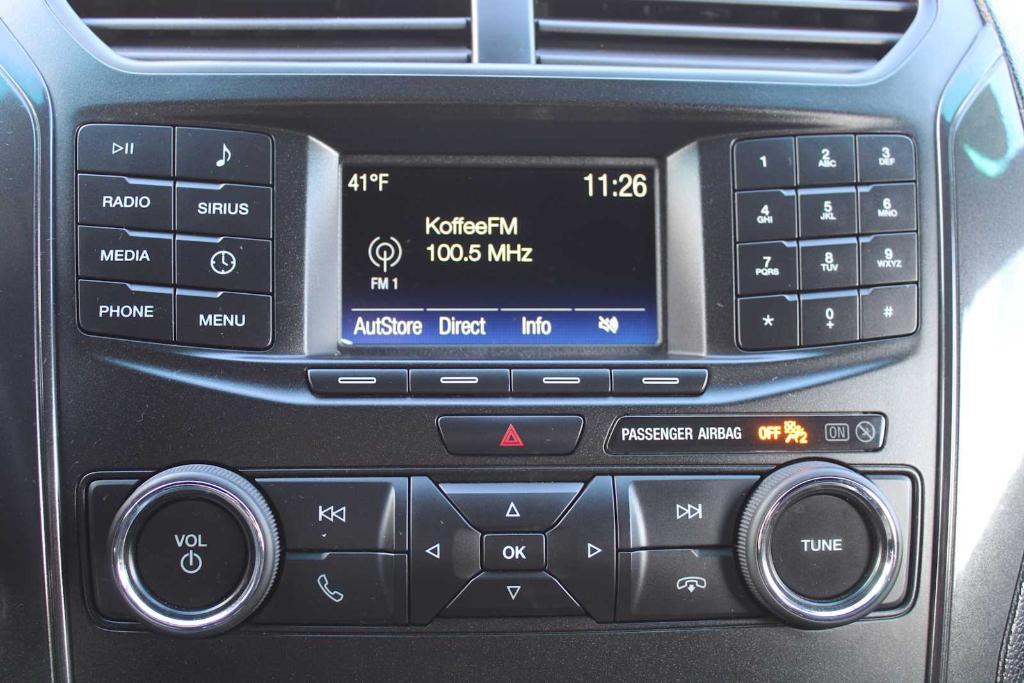 41°F 11:26
KoffeeFM
100.5 MHz
FM 1
AutStore Direct Info
RADIO
SIRIUS
MEDIA
PHONE
MENU
1 2 ABC 3 DEF
4 GHI 5 JKL 6 MNO
7 PQRS 8 TUV 9 WXYZ
* 0 + #
PASSENGER AIRBAG OFF 2 ON
VOL
OK
TUNE